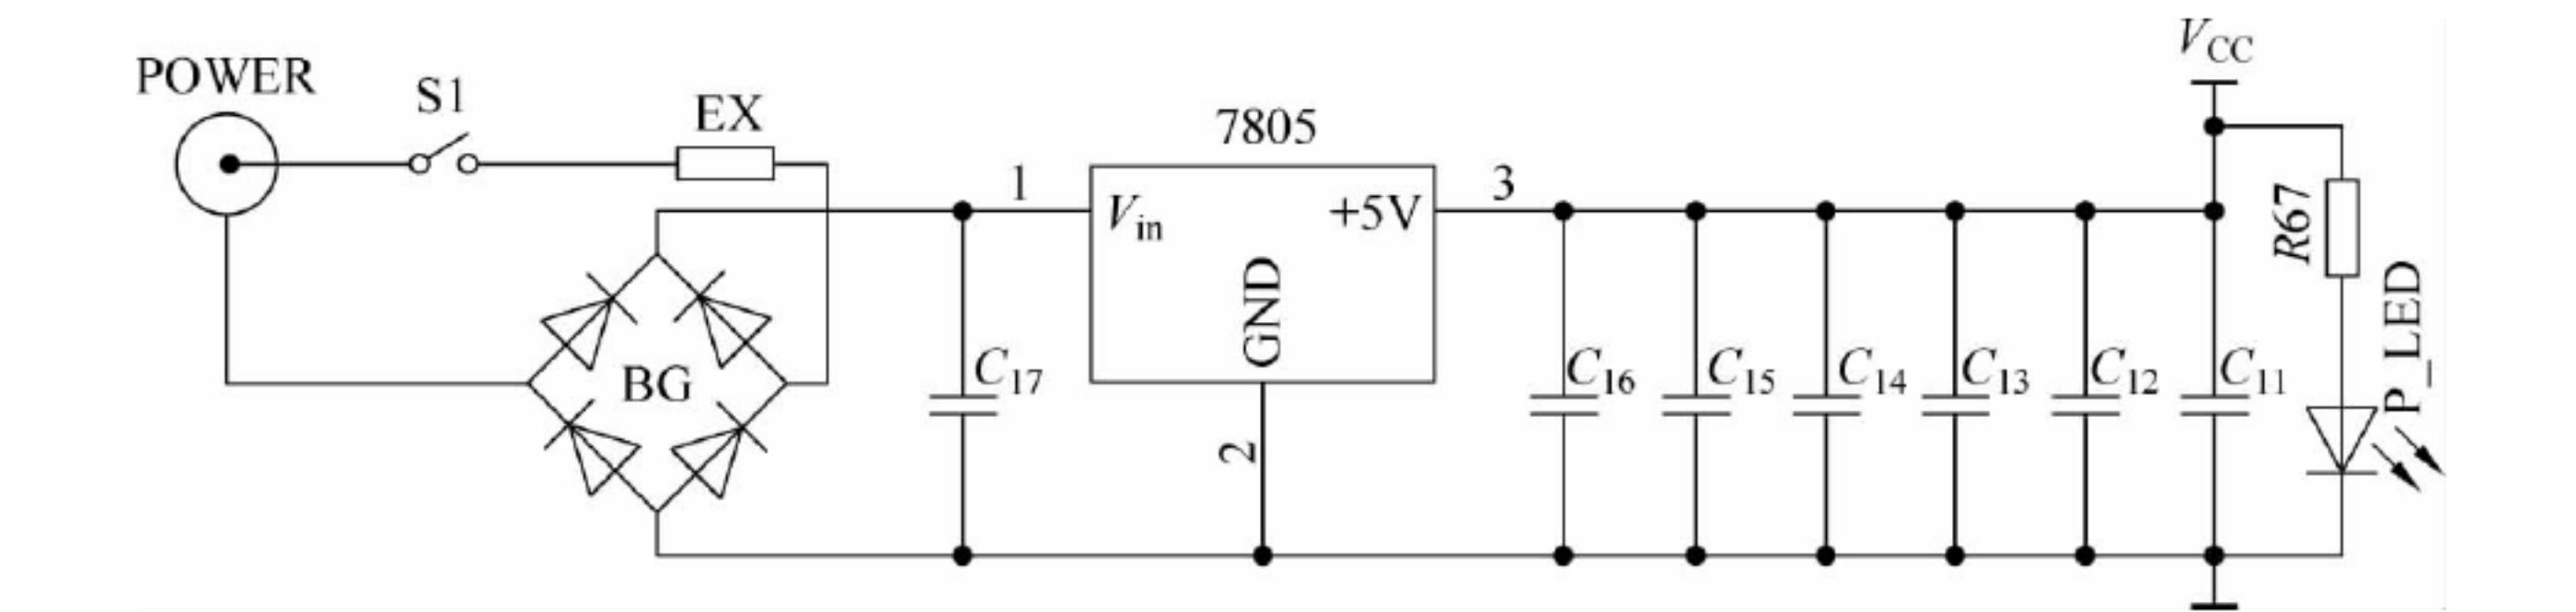 POWER
S1
EX
BG
C17
1
7805
Vin
+5V
GND
2
3
C16
C15
C14
C13
C12
C11
VCC
R67
P_LED